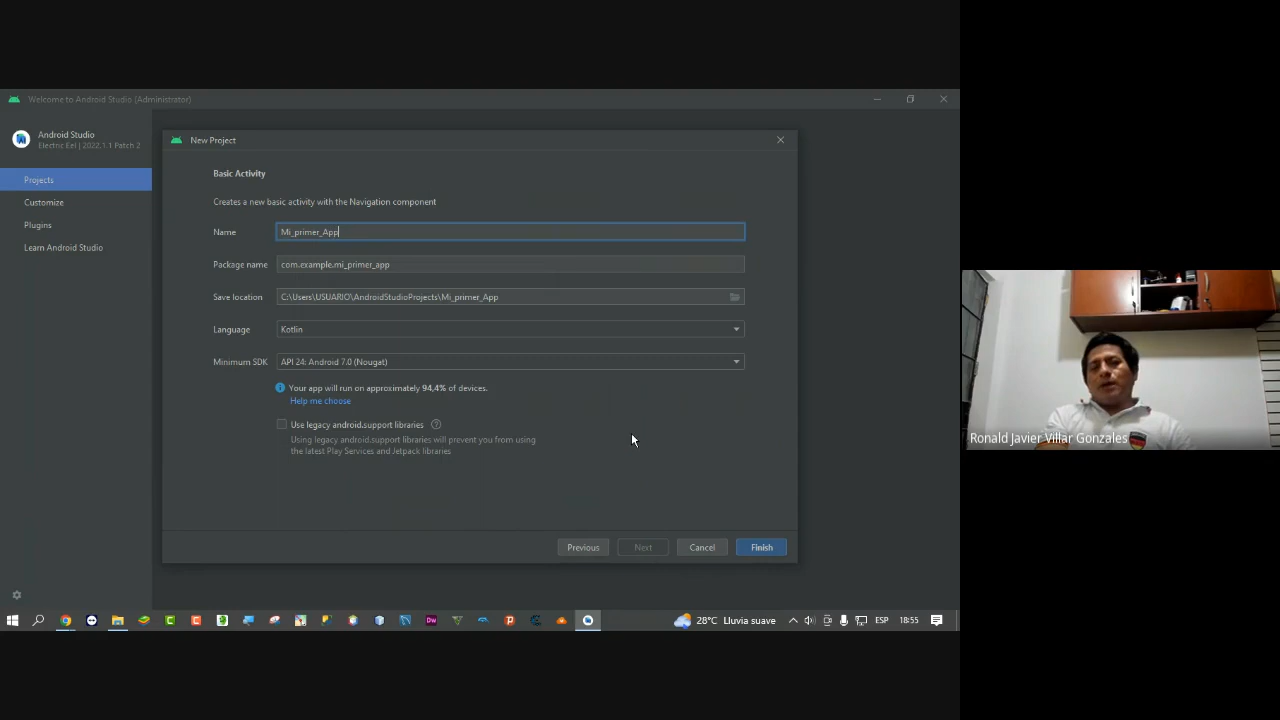 Welcome to Android Studio (Administrator)
Android Studio
Electric Eel | 2022.1.1 Patch 2
Projects
Customize
Plugins
Learn Android Studio
New Project
Basic Activity
Creates a new basic activity with the Navigation component
Name
Mi_primer_App
Package name
com.example.mi_primer_app
Save location
C:\Users\USUARIO\AndroidStudioProjects\Mi_primer_App
Language
Kotlin
Minimum SDK
API 24: Android 7.0 (Nougat)
Your app will run on approximately 94,4% of devices.
Help me choose
Use legacy android.support libraries
Using legacy android.support libraries will prevent you from using
the latest Play Services and Jetpack libraries
Previous
Next
Cancel
Finish
Ronald Javier Villar Gonzales
Dw
28°C Lluvia suave
ESP
18:55